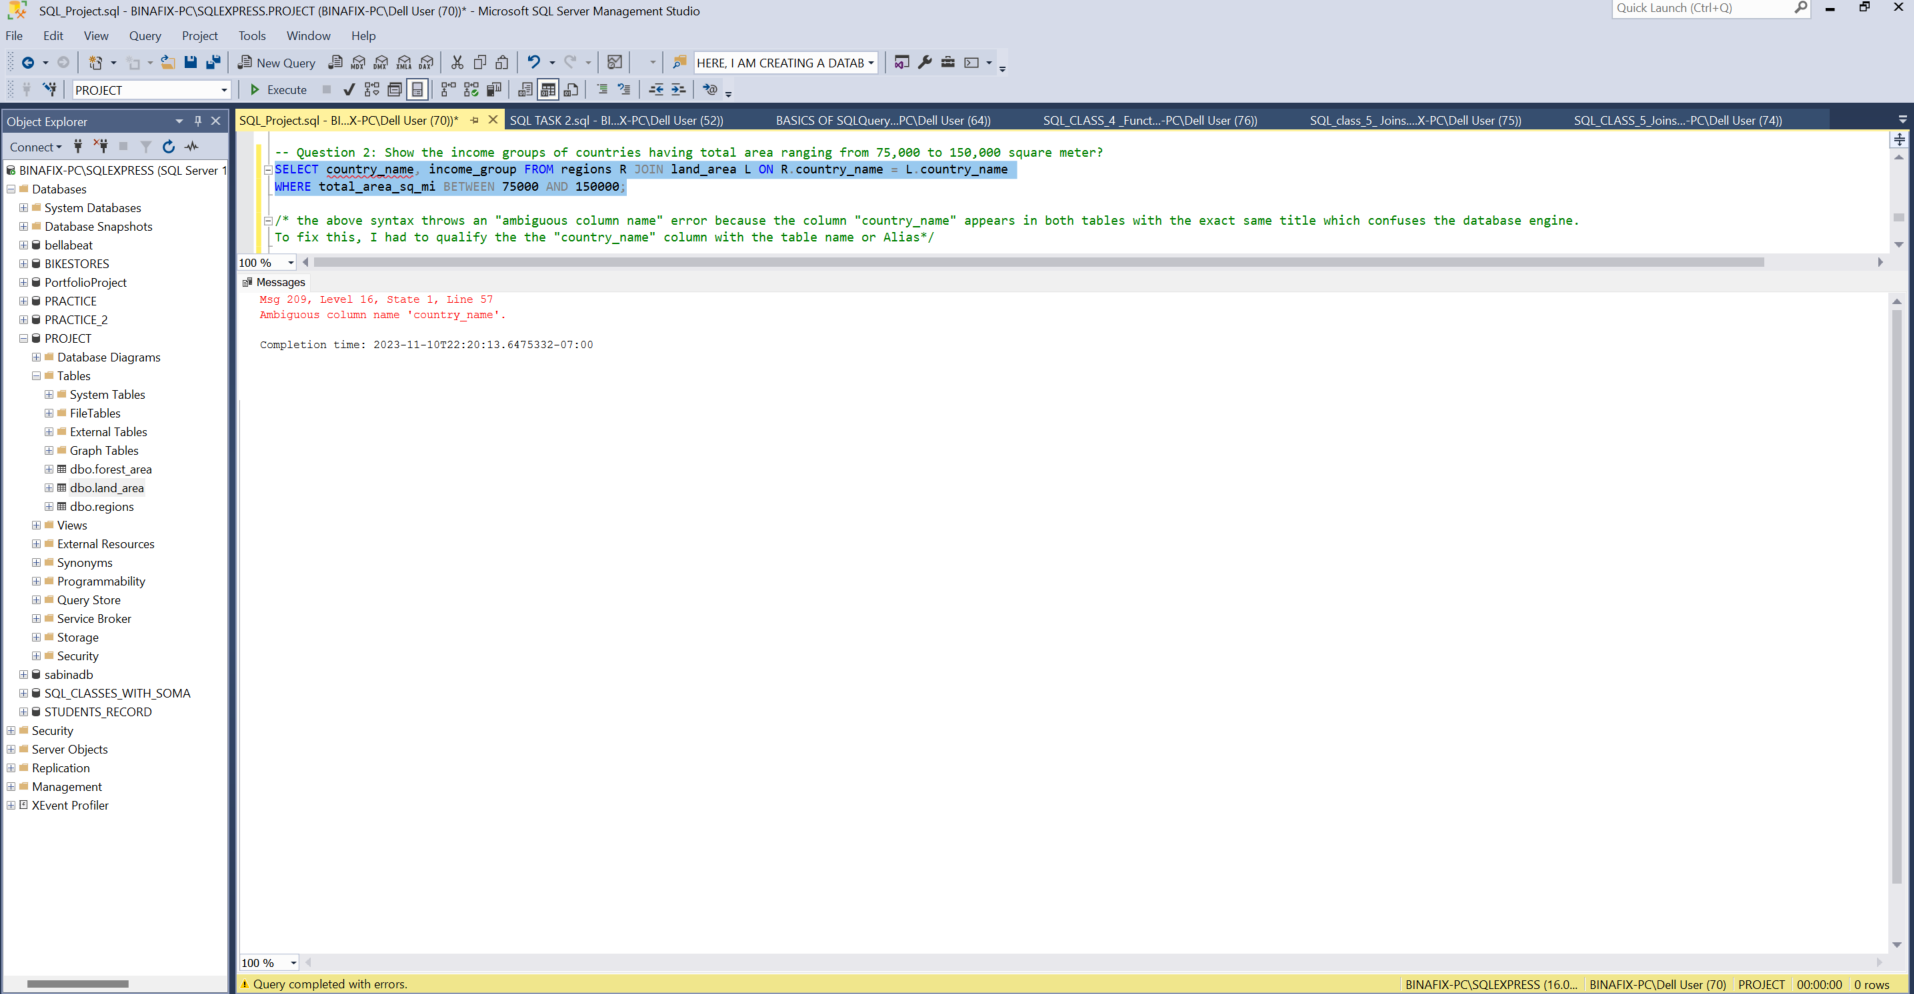 SQL_Project.sql - BINAFIX-PC\SQLEXPRESS.PROJECT (BINAFIX-PC\Dell User (70))* - Microsoft SQL Server Management Studio
Quick Launch (Ctrl+Q)
File Edit View Query Project Tools Window Help
New Query MDX DMX XMLA DAX HERE, I AM CREATING A DATAB
PROJECT Execute
Object Explorer
SQL_Project.sql - BI...X-PC\Dell User (70))* SQL TASK 2.sql - BI...X-PC\Dell User (52)) BASICS OF SQLQuery...PC\Dell User (64)) SQL_CLASS_4 _Funct...-PC\Dell User (76)) SQL_class_5_ Joins....X-PC\Dell User (75)) SQL_CLASS_5_Joins...-PC\Dell User (74))
Connect
BINAFIX-PC\SQLEXPRESS (SQL Server 1
Databases
System Databases
Database Snapshots
bellabeat
BIKESTORES
PortfolioProject
PRACTICE
PRACTICE_2
PROJECT
Database Diagrams
Tables
System Tables
FileTables
External Tables
Graph Tables
dbo.forest_area
dbo.land_area
dbo.regions
Views
External Resources
Synonyms
Programmability
Query Store
Service Broker
Storage
Security
sabinadb
SQL_CLASSES_WITH_SOMA
STUDENTS_RECORD
Security
Server Objects
Replication
Management
XEvent Profiler
-- Question 2: Show the income groups of countries having total area ranging from 75,000 to 150,000 square meter?
SELECT country_name, income_group FROM regions R JOIN land_area L ON R.country_name = L.country_name
WHERE total_area_sq_mi BETWEEN 75000 AND 150000;
/* the above syntax throws an "ambiguous column name" error because the column "country_name" appears in both tables with the exact same title which confuses the database engine.
To fix this, I had to qualify the the "country_name" column with the table name or Alias*/
100 %
Messages
Msg 209, Level 16, State 1, Line 57
Ambiguous column name 'country_name'.
Completion time: 2023-11-10T22:20:13.6475332-07:00
100 %
Query completed with errors.
BINAFIX-PC\SQLEXPRESS (16.0... BINAFIX-PC\Dell User (70) PROJECT 00:00:00 0 rows